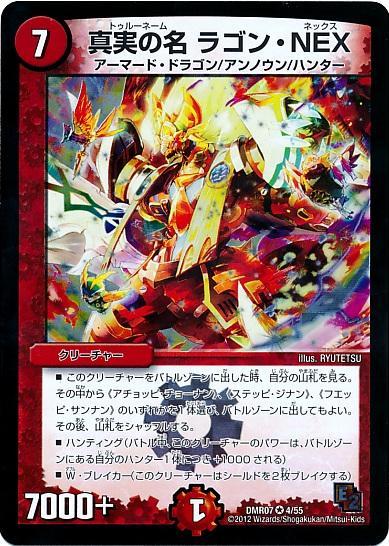 7
トゥルーネーム ネックス
真実の名 ラゴン・NEX
アーマード・ドラゴン/アンノウン/ハンター
クリーチャー
illus. RYUTETSU
■ このクリーチャーをバトルゾーンに出した時、自分の山札を見る。
その中から《アチョッピ・チョーナン》、《ステッピ・ジナン》、《フエッ
ピ・サンナン》のいずれかを1体選び、バトルゾーンに出してもよい。
その後、山札をシャッフルする。
■ ハンティング(バトル中、このクリーチャーのパワーは、バトルゾー
ンにある自分のハンター1体につき+1000される)
■ W・ブレイカー(このクリーチャーはシールドを2枚ブレイクする)
7000+
1
E2
DMR07 ✪ 4/55
©2012 Wizards/Shogakukan/Mitsui-Kids